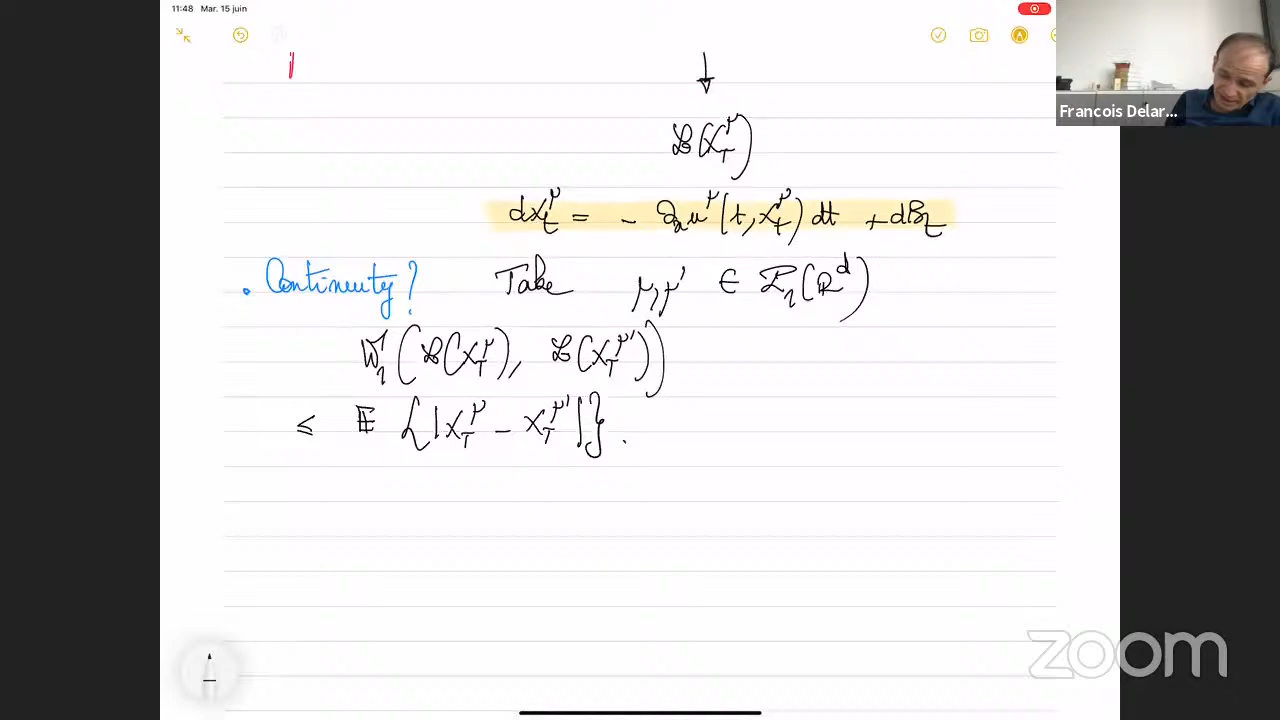 11:48 Mar. 15 juin
Francois Delar...
↓
ℒ(X_T^μ)
dX_t^μ = - ∂_x u^μ(t, X_t^μ) dt + dB_t
• Continuity? Take μ, μ' ∈ 𝒫_1(ℝ^d)
W_1(ℒ(X_T^μ), ℒ(X_T^μ'))
≤ 𝔼 {|X_T^μ - X_T^μ'|}.
zoom